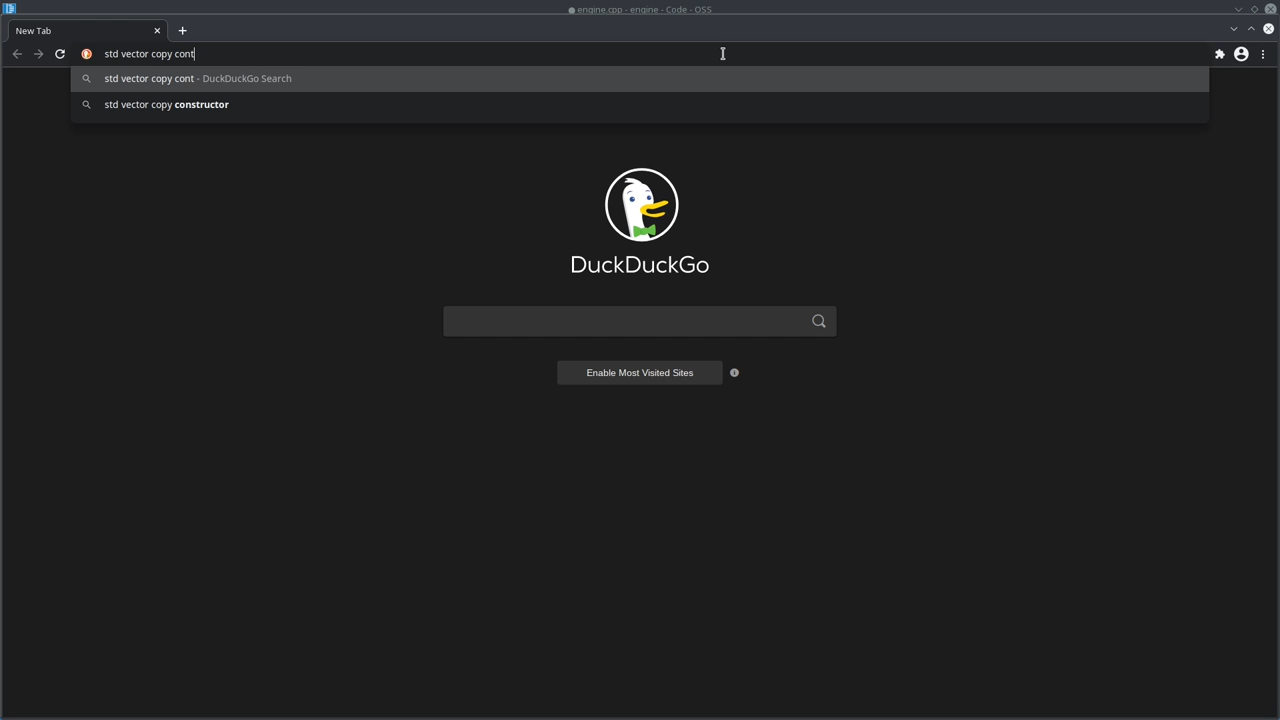 engine.cpp - engine - Code - OSS
New Tab
std vector copy cont
std vector copy cont - DuckDuckGo Search
std vector copy constructor
DuckDuckGo
Enable Most Visited Sites